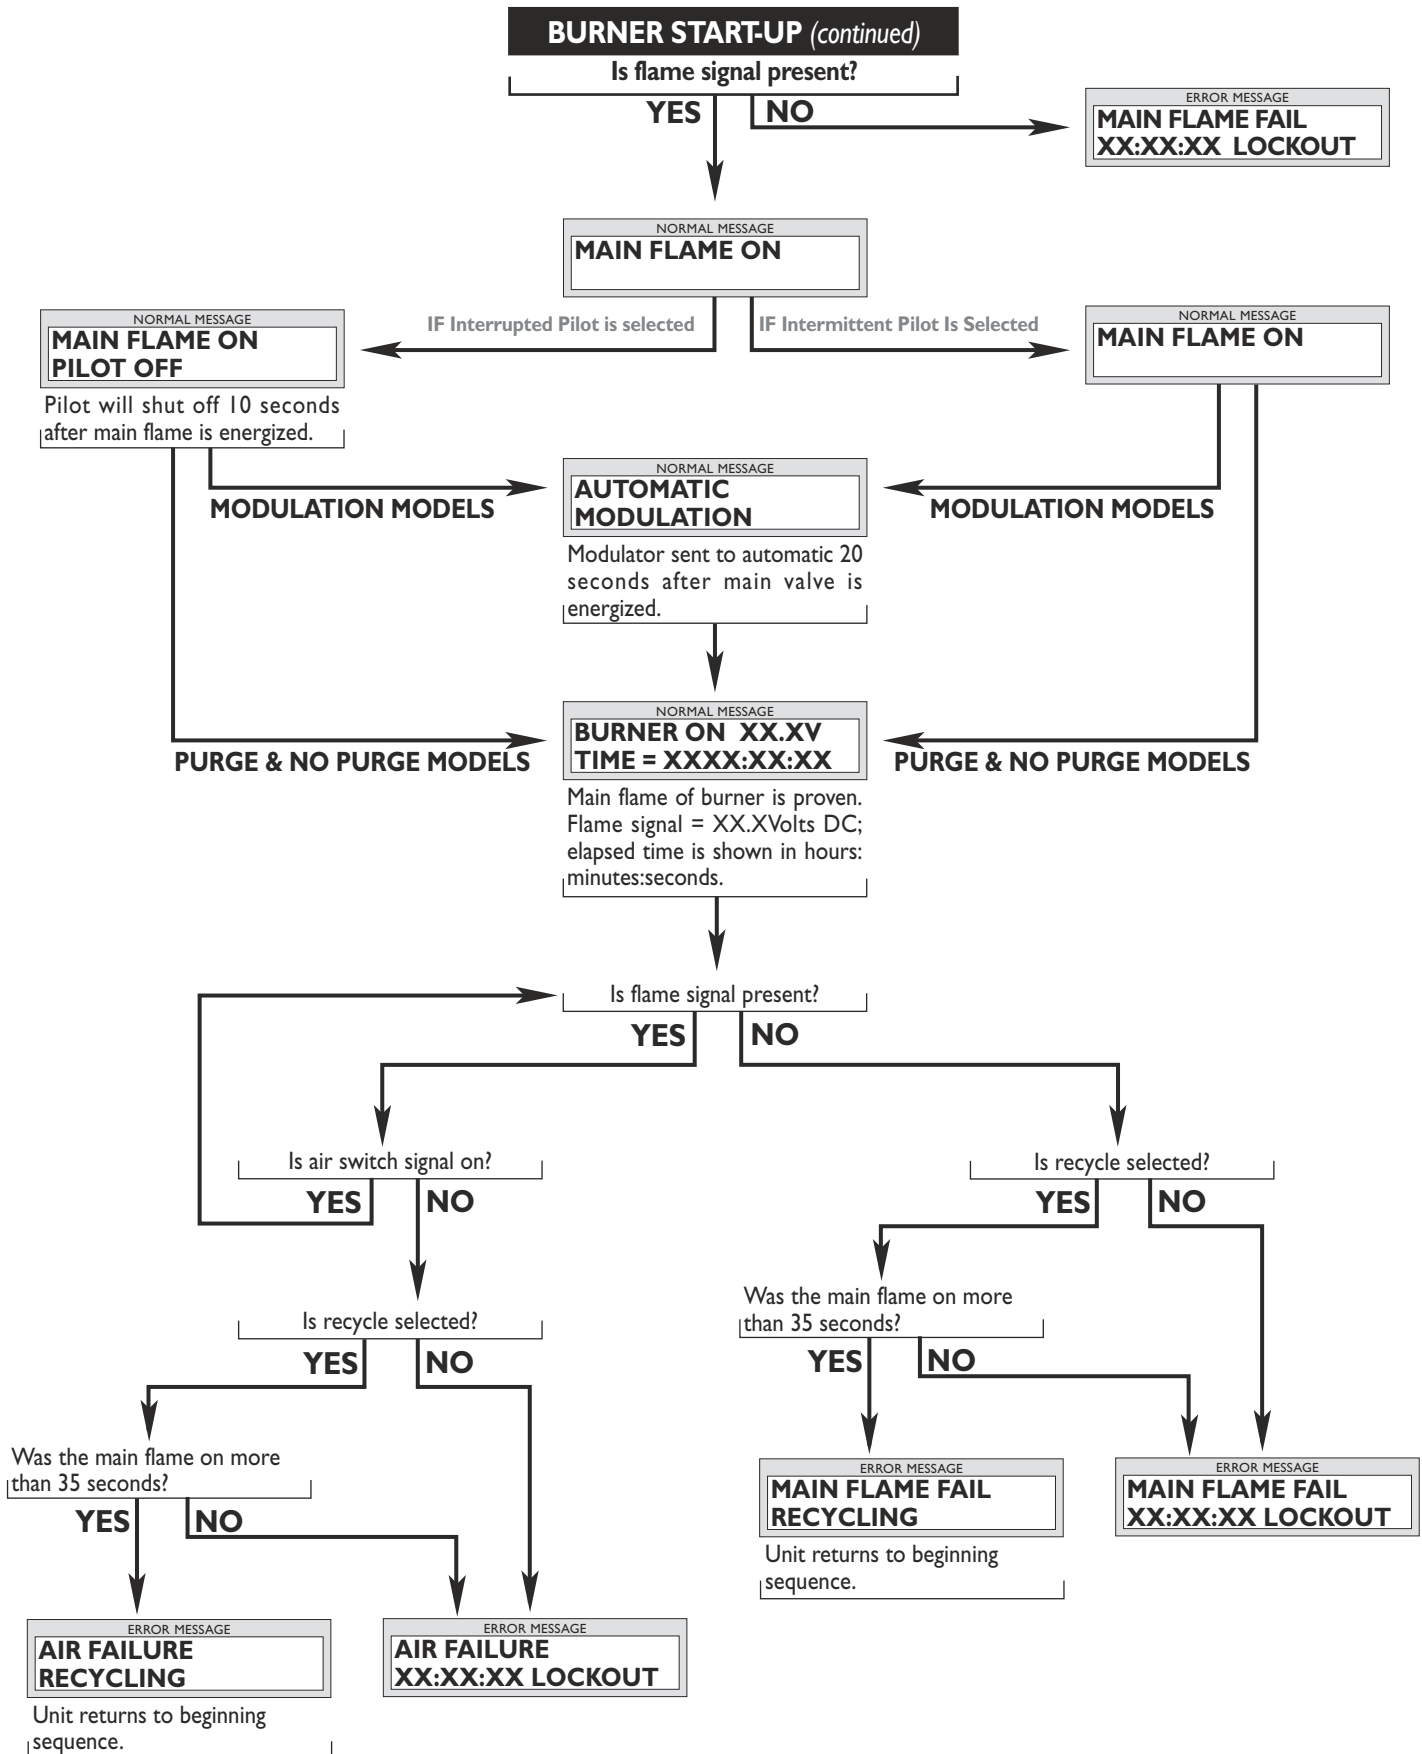 BURNER START-UP (continued)
Is flame signal present?
YES
NO
ERROR MESSAGE
MAIN FLAME FAIL
XX:XX:XX LOCKOUT
NORMAL MESSAGE
MAIN FLAME ON
IF Interrupted Pilot is selected
IF Intermittent Pilot Is Selected
NORMAL MESSAGE
MAIN FLAME ON
PILOT OFF
Pilot will shut off 10 seconds
after main flame is energized.
NORMAL MESSAGE
MAIN FLAME ON
MODULATION MODELS
NORMAL MESSAGE
AUTOMATIC
MODULATION
Modulator sent to automatic 20
seconds after main valve is
energized.
MODULATION MODELS
PURGE & NO PURGE MODELS
NORMAL MESSAGE
BURNER ON XX.XV
TIME = XXXX:XX:XX
Main flame of burner is proven.
Flame signal = XX.XVolts DC;
elapsed time is shown in hours:
minutes:seconds.
PURGE & NO PURGE MODELS
Is flame signal present?
YES
NO
Is air switch signal on?
YES
NO
Is recycle selected?
YES
NO
Was the main flame on more
than 35 seconds?
YES
NO
ERROR MESSAGE
AIR FAILURE
RECYCLING
Unit returns to beginning
sequence.
ERROR MESSAGE
AIR FAILURE
XX:XX:XX LOCKOUT
Is recycle selected?
YES
NO
Was the main flame on more
than 35 seconds?
YES
NO
ERROR MESSAGE
MAIN FLAME FAIL
RECYCLING
Unit returns to beginning
sequence.
ERROR MESSAGE
MAIN FLAME FAIL
XX:XX:XX LOCKOUT